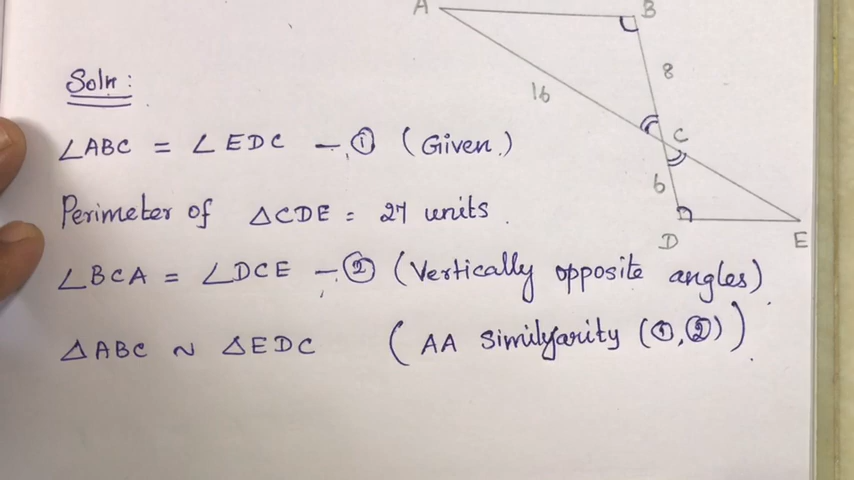 A
B
8
16
C
6
D
E
Soln:
∠ABC = ∠EDC — ① (Given.)
Perimeter of △CDE = 27 units.
∠BCA = ∠DCE — ② (Vertically opposite angles)
△ABC ~ △EDC (AA Similyarity (①,②)).